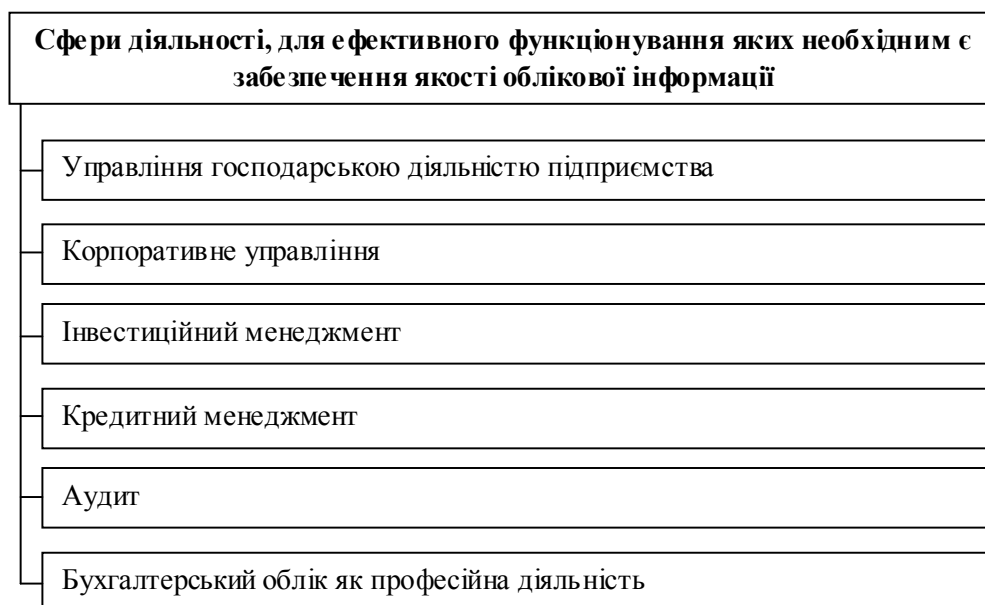 Сфери діяльності, для ефективного функціонування яких необхідним є
забезпечення якості облікової інформації
Управління господарською діяльністю підприємства
Корпоративне управління
Інвестиційний менеджмент
Кредитний менеджмент
Аудит
Бухгалтерський облік як професійна діяльність